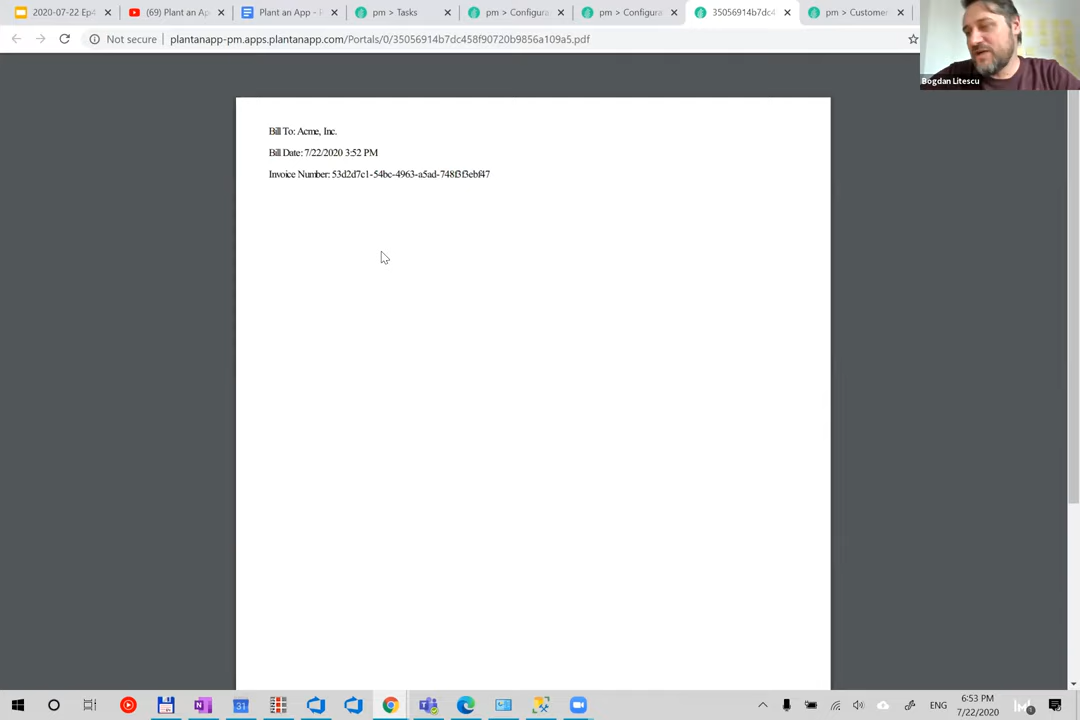 2020-07-22 Ep4
(69) Plant an Ap
Plant an App -
pm > Tasks
pm > Configura
pm > Configura
35056914b7dc4
pm > Customer
Not secure
plantanapp-pm.apps.plantanapp.com/Portals/0/35056914b7dc458f90720b9856a109a5.pdf
Bogdan Litescu
Bill To: Acme, Inc.
Bill Date: 7/22/2020 3:52 PM
Invoice Number: 53d2d7c1-54bc-4963-a5ad-748f3f3ebf47
31
ENG
6:53 PM
7/22/2020